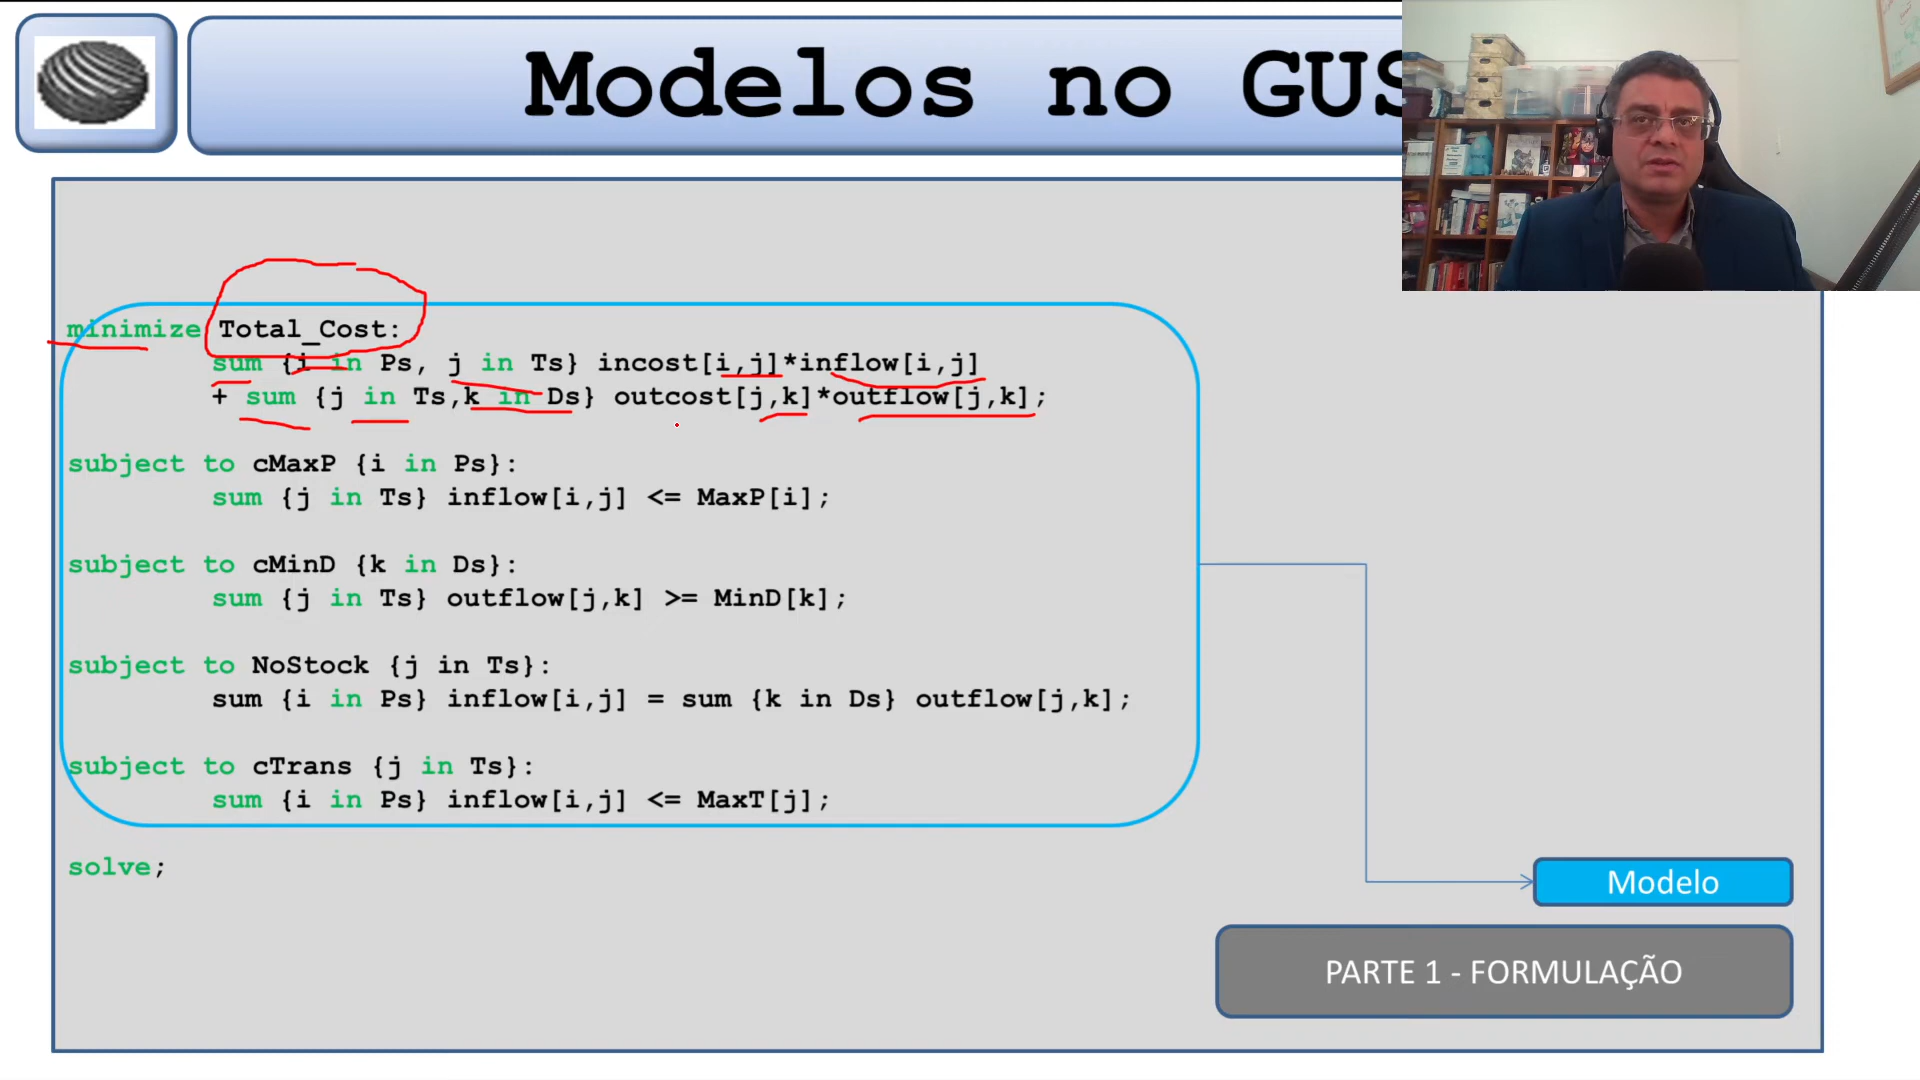 Modelos no GUS
minimize Total_Cost:
sum {i in Ps, j in Ts} incost[i,j]*inflow[i,j]
+ sum {j in Ts,k in Ds} outcost[j,k]*outflow[j,k];
subject to cMaxP {i in Ps}:
sum {j in Ts} inflow[i,j] <= MaxP[i];
subject to cMinD {k in Ds}:
sum {j in Ts} outflow[j,k] >= MinD[k];
subject to NoStock {j in Ts}:
sum {i in Ps} inflow[i,j] = sum {k in Ds} outflow[j,k];
subject to cTrans {j in Ts}:
sum {i in Ps} inflow[i,j] <= MaxT[j];
solve;
Modelo
PARTE 1 - FORMULAÇÃO